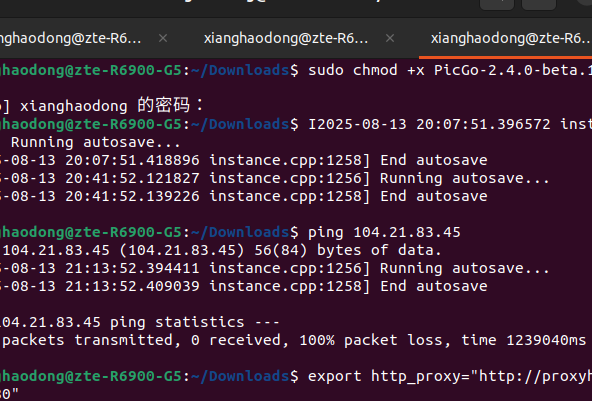 nghaodong@zte-R6... xianghaodong@zte-R6... xianghaodong@zte-R6..
ghaodong@zte-R6900-G5:~/Downloads$ sudo chmod +x PicGo-2.4.0-beta.1
] xianghaodong 的密码：
ghaodong@zte-R6900-G5:~/Downloads$ I2025-08-13 20:07:51.396572 inst
Running autosave...
5-08-13 20:07:51.418896 instance.cpp:1258] End autosave
5-08-13 20:41:52.121827 instance.cpp:1256] Running autosave...
5-08-13 20:41:52.139226 instance.cpp:1258] End autosave
ghaodong@zte-R6900-G5:~/Downloads$ ping 104.21.83.45
104.21.83.45 (104.21.83.45) 56(84) bytes of data.
5-08-13 21:13:52.394411 instance.cpp:1256] Running autosave...
5-08-13 21:13:52.409039 instance.cpp:1258] End autosave
104.21.83.45 ping statistics ---
packets transmitted, 0 received, 100% packet loss, time 1239040ms
ghaodong@zte-R6900-G5:~/Downloads$ export http_proxy="http://proxyh
80"